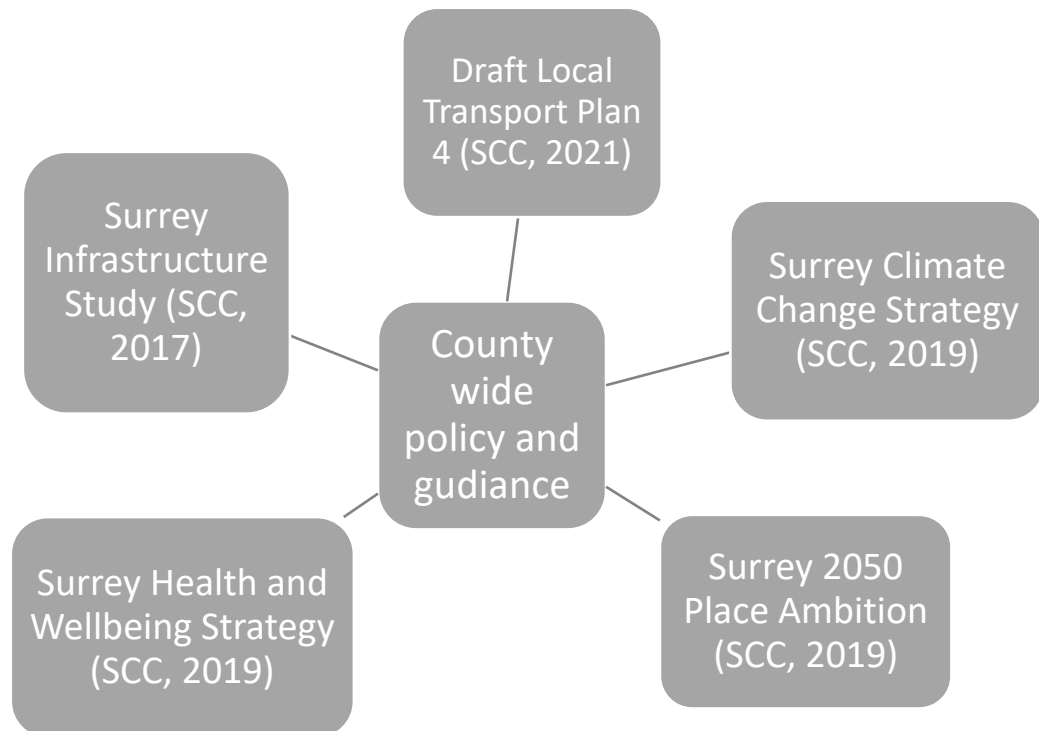 Draft Local
Transport Plan
4 (SCC, 2021)
Surrey
Infrastructure
Study (SCC,
2017)
Surrey Climate
Change Strategy
(SCC, 2019)
County
wide
policy and
gudiance
Surrey Health and
Wellbeing Strategy
(SCC, 2019)
Surrey 2050
Place Ambition
(SCC, 2019)